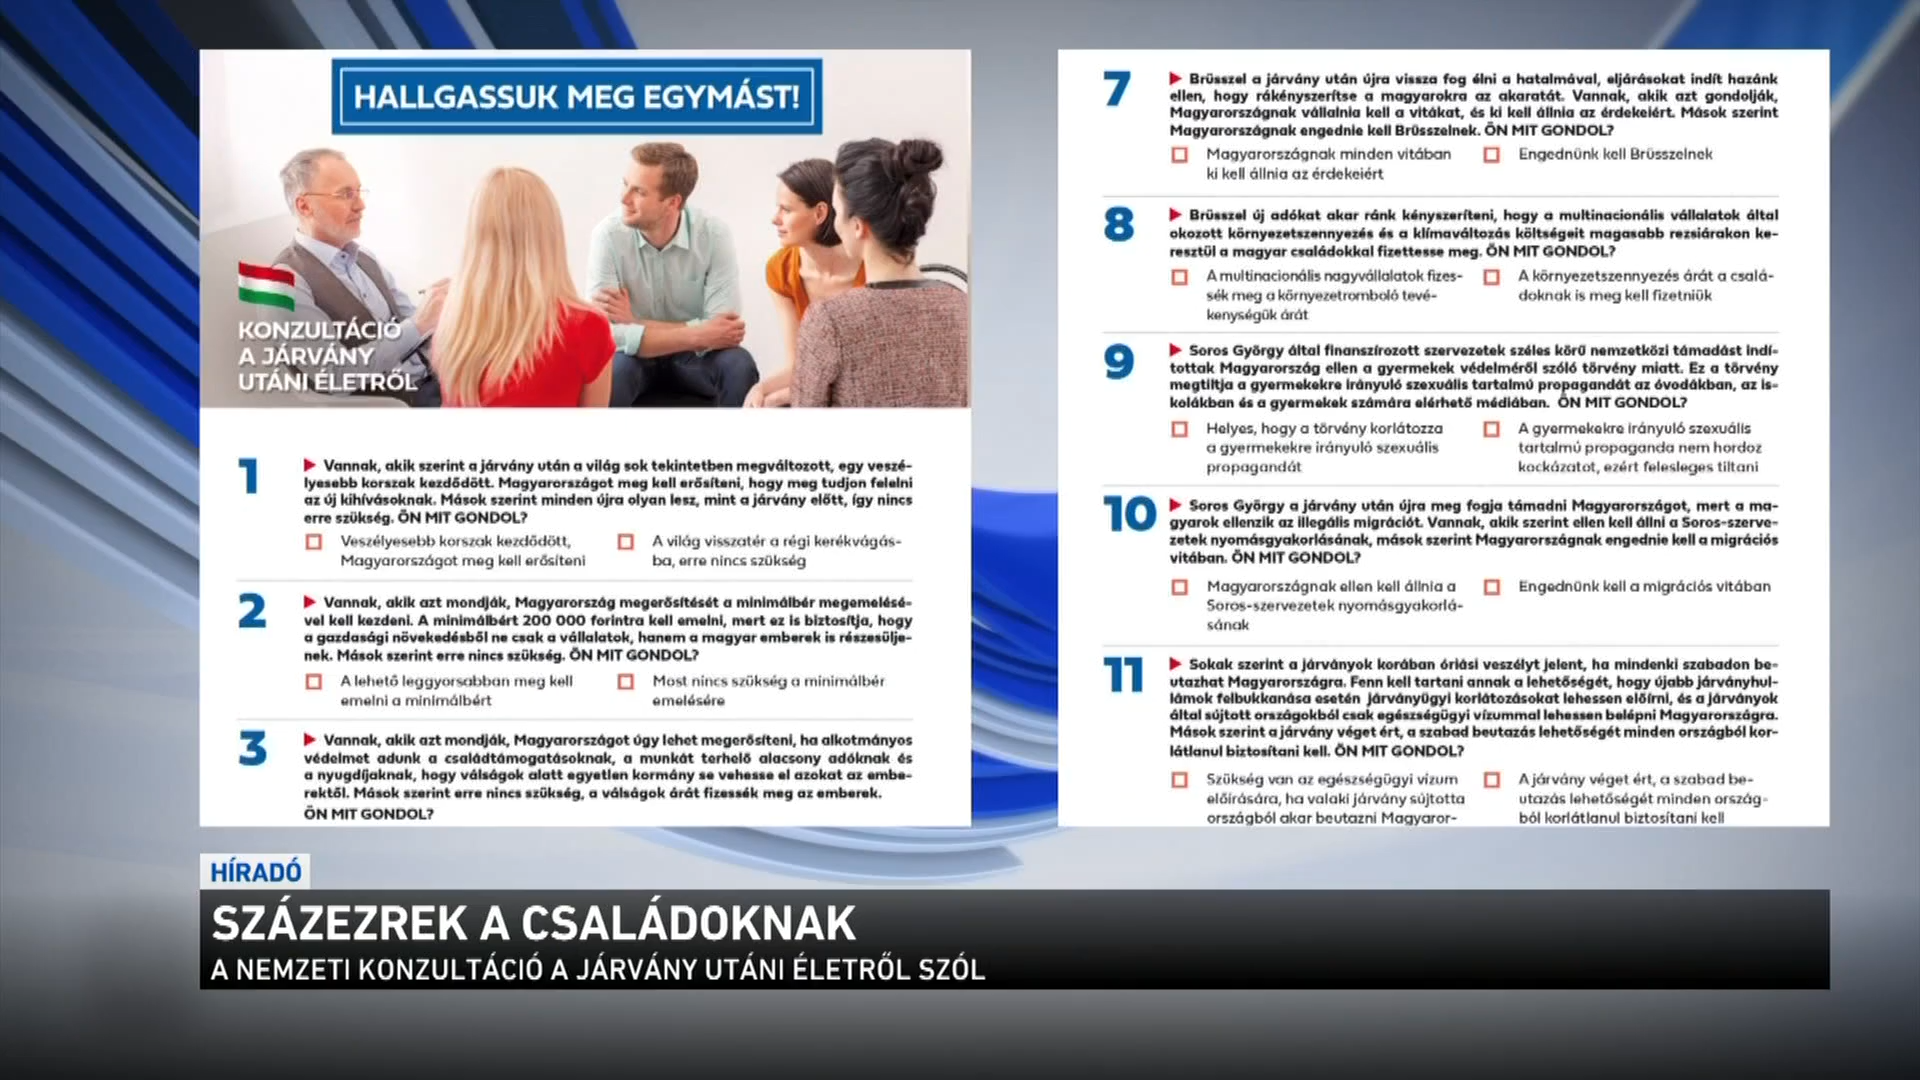 HALLGASSUK MEG EGYMÁST!
KONZULTÁCIÓ
A JÁRVÁNY
UTÁNI ÉLETRŐL
1
▶ Vannak, akik szerint a járvány után a világ sok tekintetben megváltozott, egy veszé-
lyesebb korszak kezdődött. Magyarországot meg kell erősíteni, hogy meg tudjon felelni
az új kihívásoknak. Mások szerint minden újra olyan lesz, mint a járvány előtt, így nincs
erre szükség. ÖN MIT GONDOL?
Veszélyesebb korszak kezdődött,
Magyarországot meg kell erősíteni
A világ visszatér a régi kerékvágás-
ba, erre nincs szükség
2
▶ Vannak, akik azt mondják, Magyarország megerősítését a minimálbér megemelésé-
vel kell kezdeni. A minimálbért 200 000 forintra kell emelni, mert ez is biztosítja, hogy
a gazdasági növekedésből ne csak a vállalatok, hanem a magyar emberek is részesülje-
nek. Mások szerint erre nincs szükség. ÖN MIT GONDOL?
A lehető leggyorsabban meg kell
emelni a minimálbért
Most nincs szükség a minimálbér
emelésére
3
▶ Vannak, akik azt mondják, Magyarországot úgy lehet megerősíteni, ha alkotmányos
védelmet adunk a családtámogatásoknak, a munkát terhelő alacsony adóknak és
a nyugdíjaknak, hogy válságok alatt egyetlen kormány se vehesse el azokat az embe-
rektől. Mások szerint erre nincs szükség, a válságok árát fizessék meg az emberek.
ÖN MIT GONDOL?
7
▶ Brüsszel a járvány után újra vissza fog élni a hatalmával, eljárásokat indít hazánk
ellen, hogy rákényszerítse a magyarokra az akaratát. Vannak, akik azt gondolják,
Magyarországnak vállalnia kell a vitákat, és ki kell állnia az érdekeiért. Mások szerint
Magyarországnak engednie kell Brüsszelnek. ÖN MIT GONDOL?
Magyarországnak minden vitában
ki kell állnia az érdekeiért
Engednünk kell Brüsszelnek
8
▶ Brüsszel új adókat akar ránk kényszeríteni, hogy a multinacionális vállalatok által
okozott környezetszennyezés és a klímaváltozás költségeit magasabb rezsiárakon ke-
resztül a magyar családokkal fizettesse meg. ÖN MIT GONDOL?
A multinacionális nagyvállalatok fizes-
sék meg a környezetromboló tevé-
kenységük árát
A környezetszennyezés árát a csalá-
doknak is meg kell fizetniük
9
▶ Soros György által finanszírozott szervezetek széles körű nemzetközi támadást indí-
tottak Magyarország ellen a gyermekek védelméről szóló törvény miatt. Ez a törvény
megtiltja a gyermekekre irányuló szexuális tartalmú propagandát az óvodákban, az is-
kolákban és a gyermekek számára elérhető médiában. ÖN MIT GONDOL?
Helyes, hogy a törvény korlátozza
a gyermekekre irányuló szexuális
propagandát
A gyermekekre irányuló szexuális
tartalmú propaganda nem hordoz
kockázatot, ezért felesleges tiltani
10
▶ Soros György a járvány után újra meg fogja támadni Magyarországot, mert a ma-
gyarok ellenzik az illegális migrációt. Vannak, akik szerint ellen kell állni a Soros-szerve-
zetek nyomásgyakorlásának, mások szerint Magyarországnak engednie kell a migrációs
vitában. ÖN MIT GONDOL?
Magyarországnak ellen kell állnia a
Soros-szervezetek nyomásgyakorlá-
sának
Engednünk kell a migrációs vitában
11
▶ Sokak szerint a járványok korában óriási veszélyt jelent, ha mindenki szabadon be-
utazhat Magyarországra. Fenn kell tartani annak a lehetőségét, hogy újabb járványhul-
lámok felbukkanása esetén járványügyi korlátozásokat lehessen előírni, és a járványok
által sújtott országokból csak egészségügyi vízummal lehessen belépni Magyarországra.
Mások szerint a járvány véget ért, a szabad beutazás lehetőségét minden országból kor-
látlanul biztosítani kell. ÖN MIT GONDOL?
Szükség van az egészségügyi vízum
előírására, ha valaki járvány sújtotta
országból akar beutazni Magyaror-
A járvány véget ért, a szabad be-
utazás lehetőségét minden ország-
ból korlátlanul biztosítani kell
HÍRADÓ
SZÁZEZREK A CSALÁDOKNAK
A NEMZETI KONZULTÁCIÓ A JÁRVÁNY UTÁNI ÉLETRŐL SZÓL